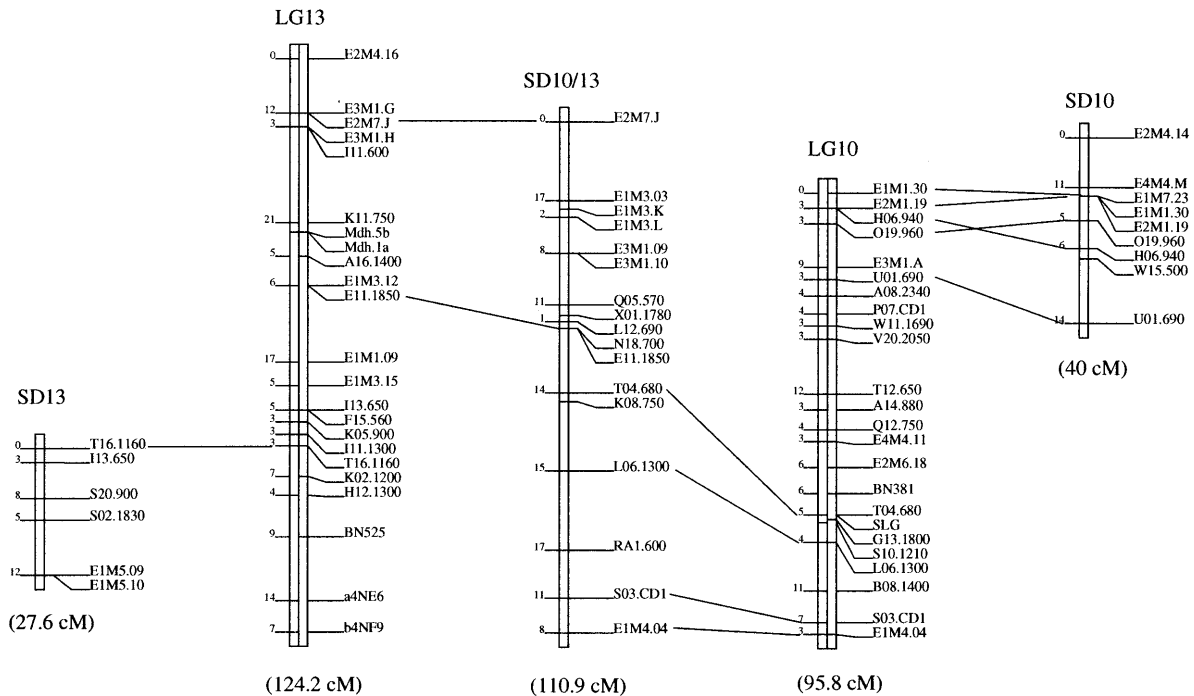 SD13
0 T16.1160
3 I13.650
8 S20.900
5 S02.1830
12 E1M5.09
E1M5.10
(27.6 cM)
LG13
0 E2M4.16
12 E3M1.G
E2M7.J
3 E3M1.H
I11.600
21 K11.750
Mdh.5b
Mdh.1a
5 A16.1400
6 E1M3.12
E11.1850
17 E1M1.09
5 E1M3.15
5 I13.650
F15.560
3 K05.900
3 I11.1300
3 T16.1160
7 K02.1200
4 H12.1300
9 BN525
14 a4NE6
7 b4NF9
(124.2 cM)
SD10/13
0 E2M7.J
17 E1M3.03
E1M3.K
2 E1M3.L
8 E3M1.09
E3M1.10
11 Q05.570
X01.1780
1 L12.690
N18.700
E11.1850
14 T04.680
K08.750
15 L06.1300
17 RA1.600
11 S03.CD1
8 E1M4.04
(110.9 cM)
LG10
0 E1M1.30
3 E2M1.19
H06.940
3 O19.960
9 E3M1.A
3 U01.690
4 A08.2340
4 P07.CD1
3 W11.1690
3 V20.2050
12 T12.650
3 A14.880
4 Q12.750
3 E4M4.11
6 E2M6.18
6 BN381
5 T04.680
SLG
G13.1800
S10.1210
4 L06.1300
11 B08.1400
7 S03.CD1
3 E1M4.04
(95.8 cM)
SD10
0 E2M4.14
11 E4M4.M
E1M7.23
E1M1.30
E2M1.19
5 O19.960
6 H06.940
W15.500
14 U01.690
(40 cM)